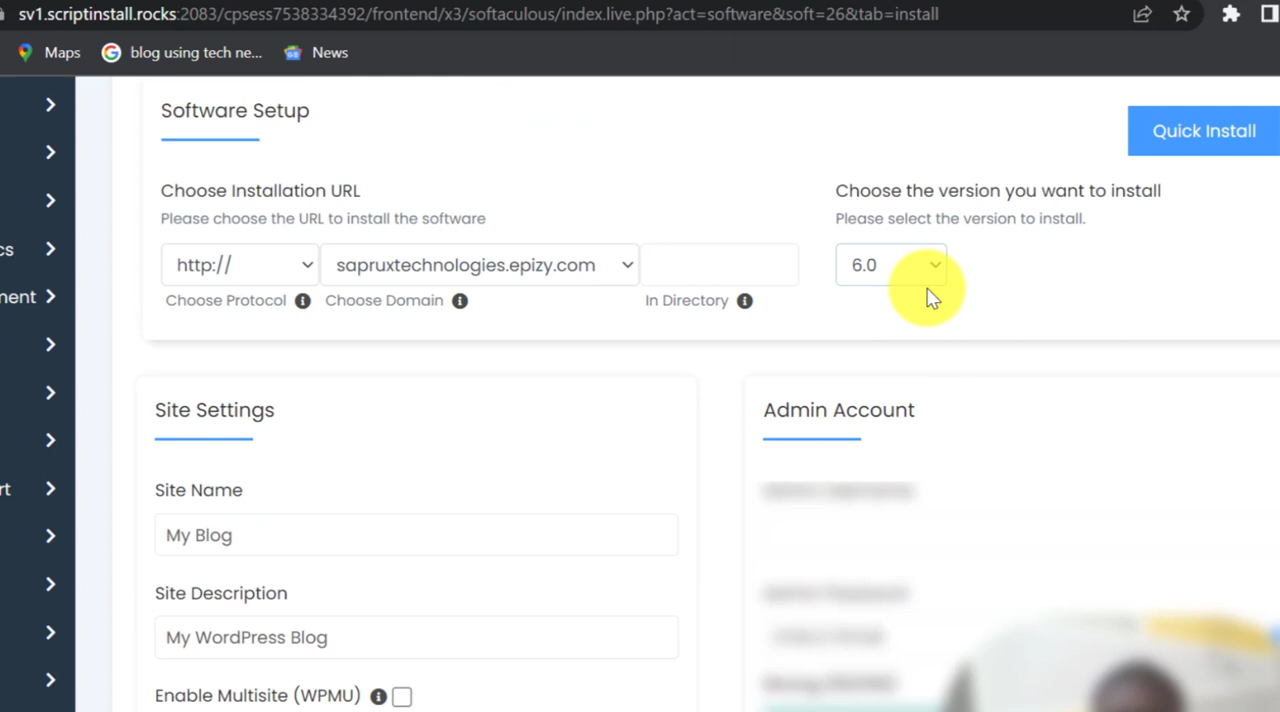 sv1.scriptinstall.rocks:2083/cpsess7538334392/frontend/x3/softaculous/index.live.php?act=software&soft=26&tab=install
Maps
blog using tech ne...
News
Software Setup
Quick Install
Choose Installation URL
Please choose the URL to install the software
Choose the version you want to install
Please select the version to install.
http://
sapruxtechnologies.epizy.com
6.0
Choose Protocol
Choose Domain
In Directory
cs
ment
rt
Site Settings
Admin Account
Site Name
My Blog
Site Description
My WordPress Blog
Enable Multisite (WPMU)